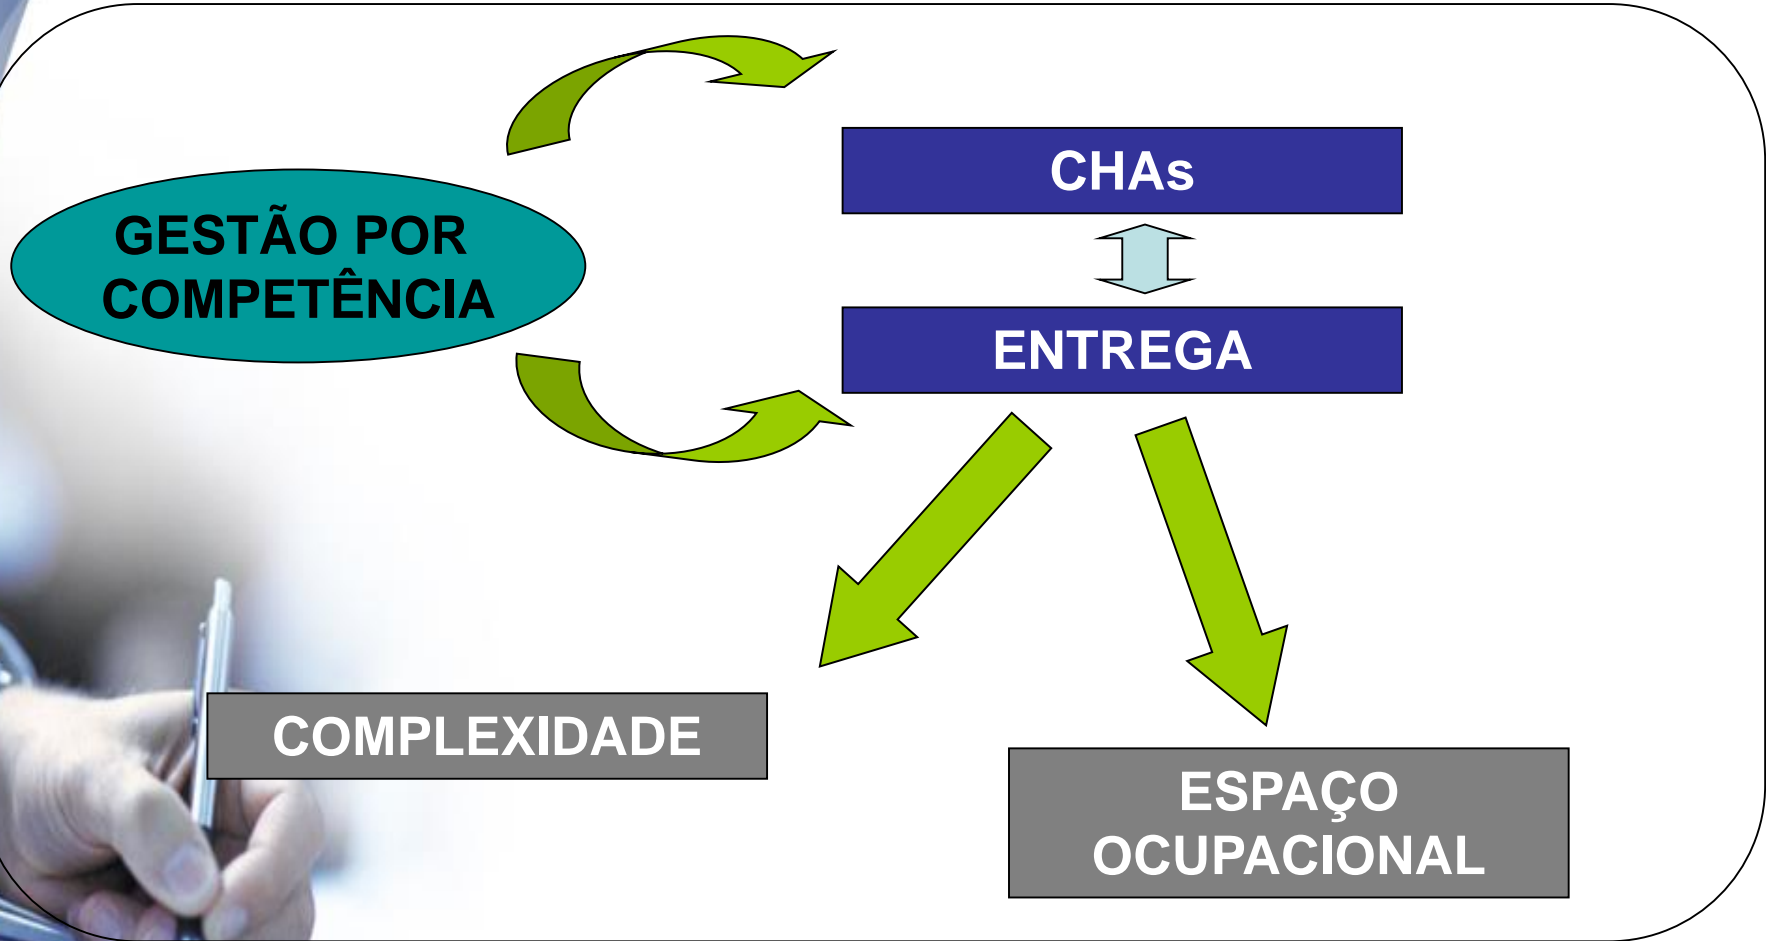 CHAs
GESTÃO POR
COMPETÊNCIA
ENTREGA
COMPLEXIDADE
ESPAÇO
OCUPACIONAL